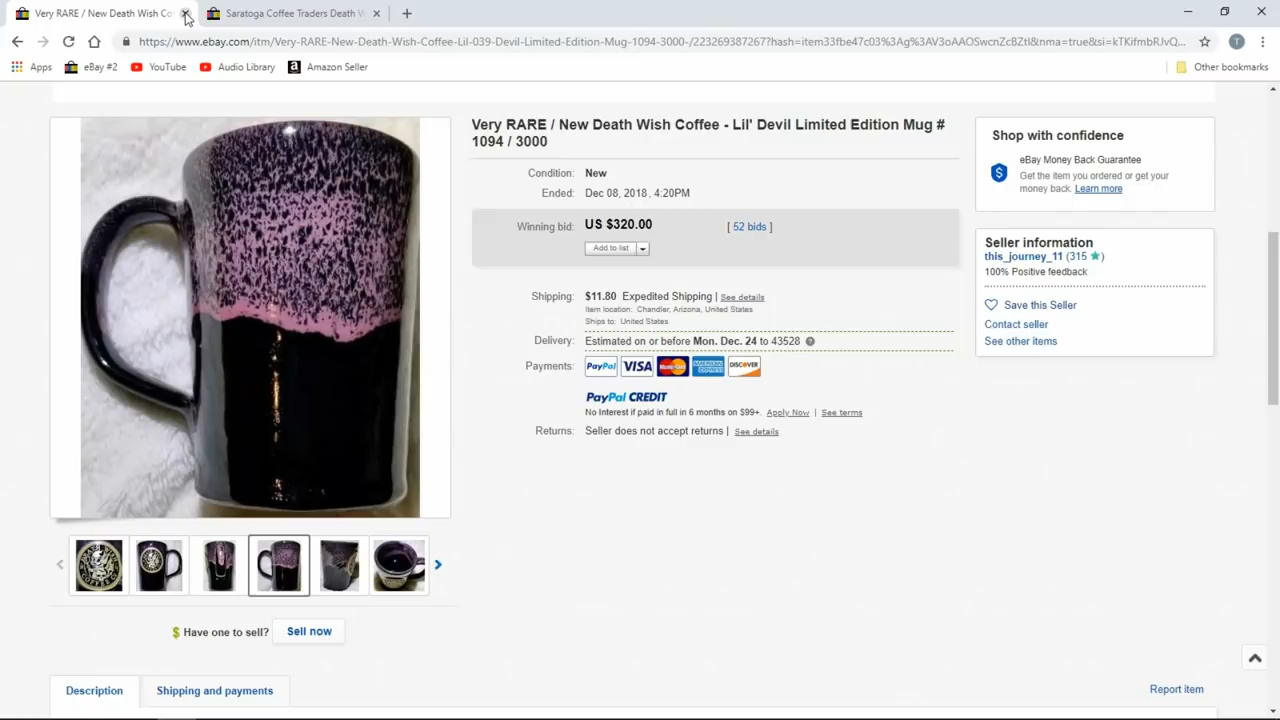 Very RARE / New Death Wish Co
Saratoga Coffee Traders Death W
https://www.ebay.com/itm/Very-RARE-New-Death-Wish-Coffee-Lil-039-Devil-Limited-Edition-Mug-1094-3000-/223269387267?hash=item33fbe47c03%3Ag%3AV3oAAOSwcnZcBZtI&nma=true&si=kTKifmbRJvQ...
T
Apps
eBay #2
YouTube
Audio Library
Amazon Seller
Other bookmarks
Very RARE / New Death Wish Coffee - Lil' Devil Limited Edition Mug #
1094 / 3000
Condition: New
Ended: Dec 08, 2018 , 4:20PM
Winning bid: US $320.00 [ 52 bids ]
Add to list
Shipping: $11.80 Expedited Shipping | See details
Item location: Chandler, Arizona, United States
Ships to: United States
Delivery: Estimated on or before Mon. Dec. 24 to 43528
Payments: PayPal VISA MasterCard AMERICAN EXPRESS DISCOVER
PayPal CREDIT
No Interest if paid in full in 6 months on $99+. Apply Now | See terms
Returns: Seller does not accept returns | See details
Shop with confidence
eBay Money Back Guarantee
Get the item you ordered or get your
money back. Learn more
Seller information
this_journey_11 (315 ★)
100% Positive feedback
Save this Seller
Contact seller
See other items
$ Have one to sell? Sell now
Description
Shipping and payments
Report item